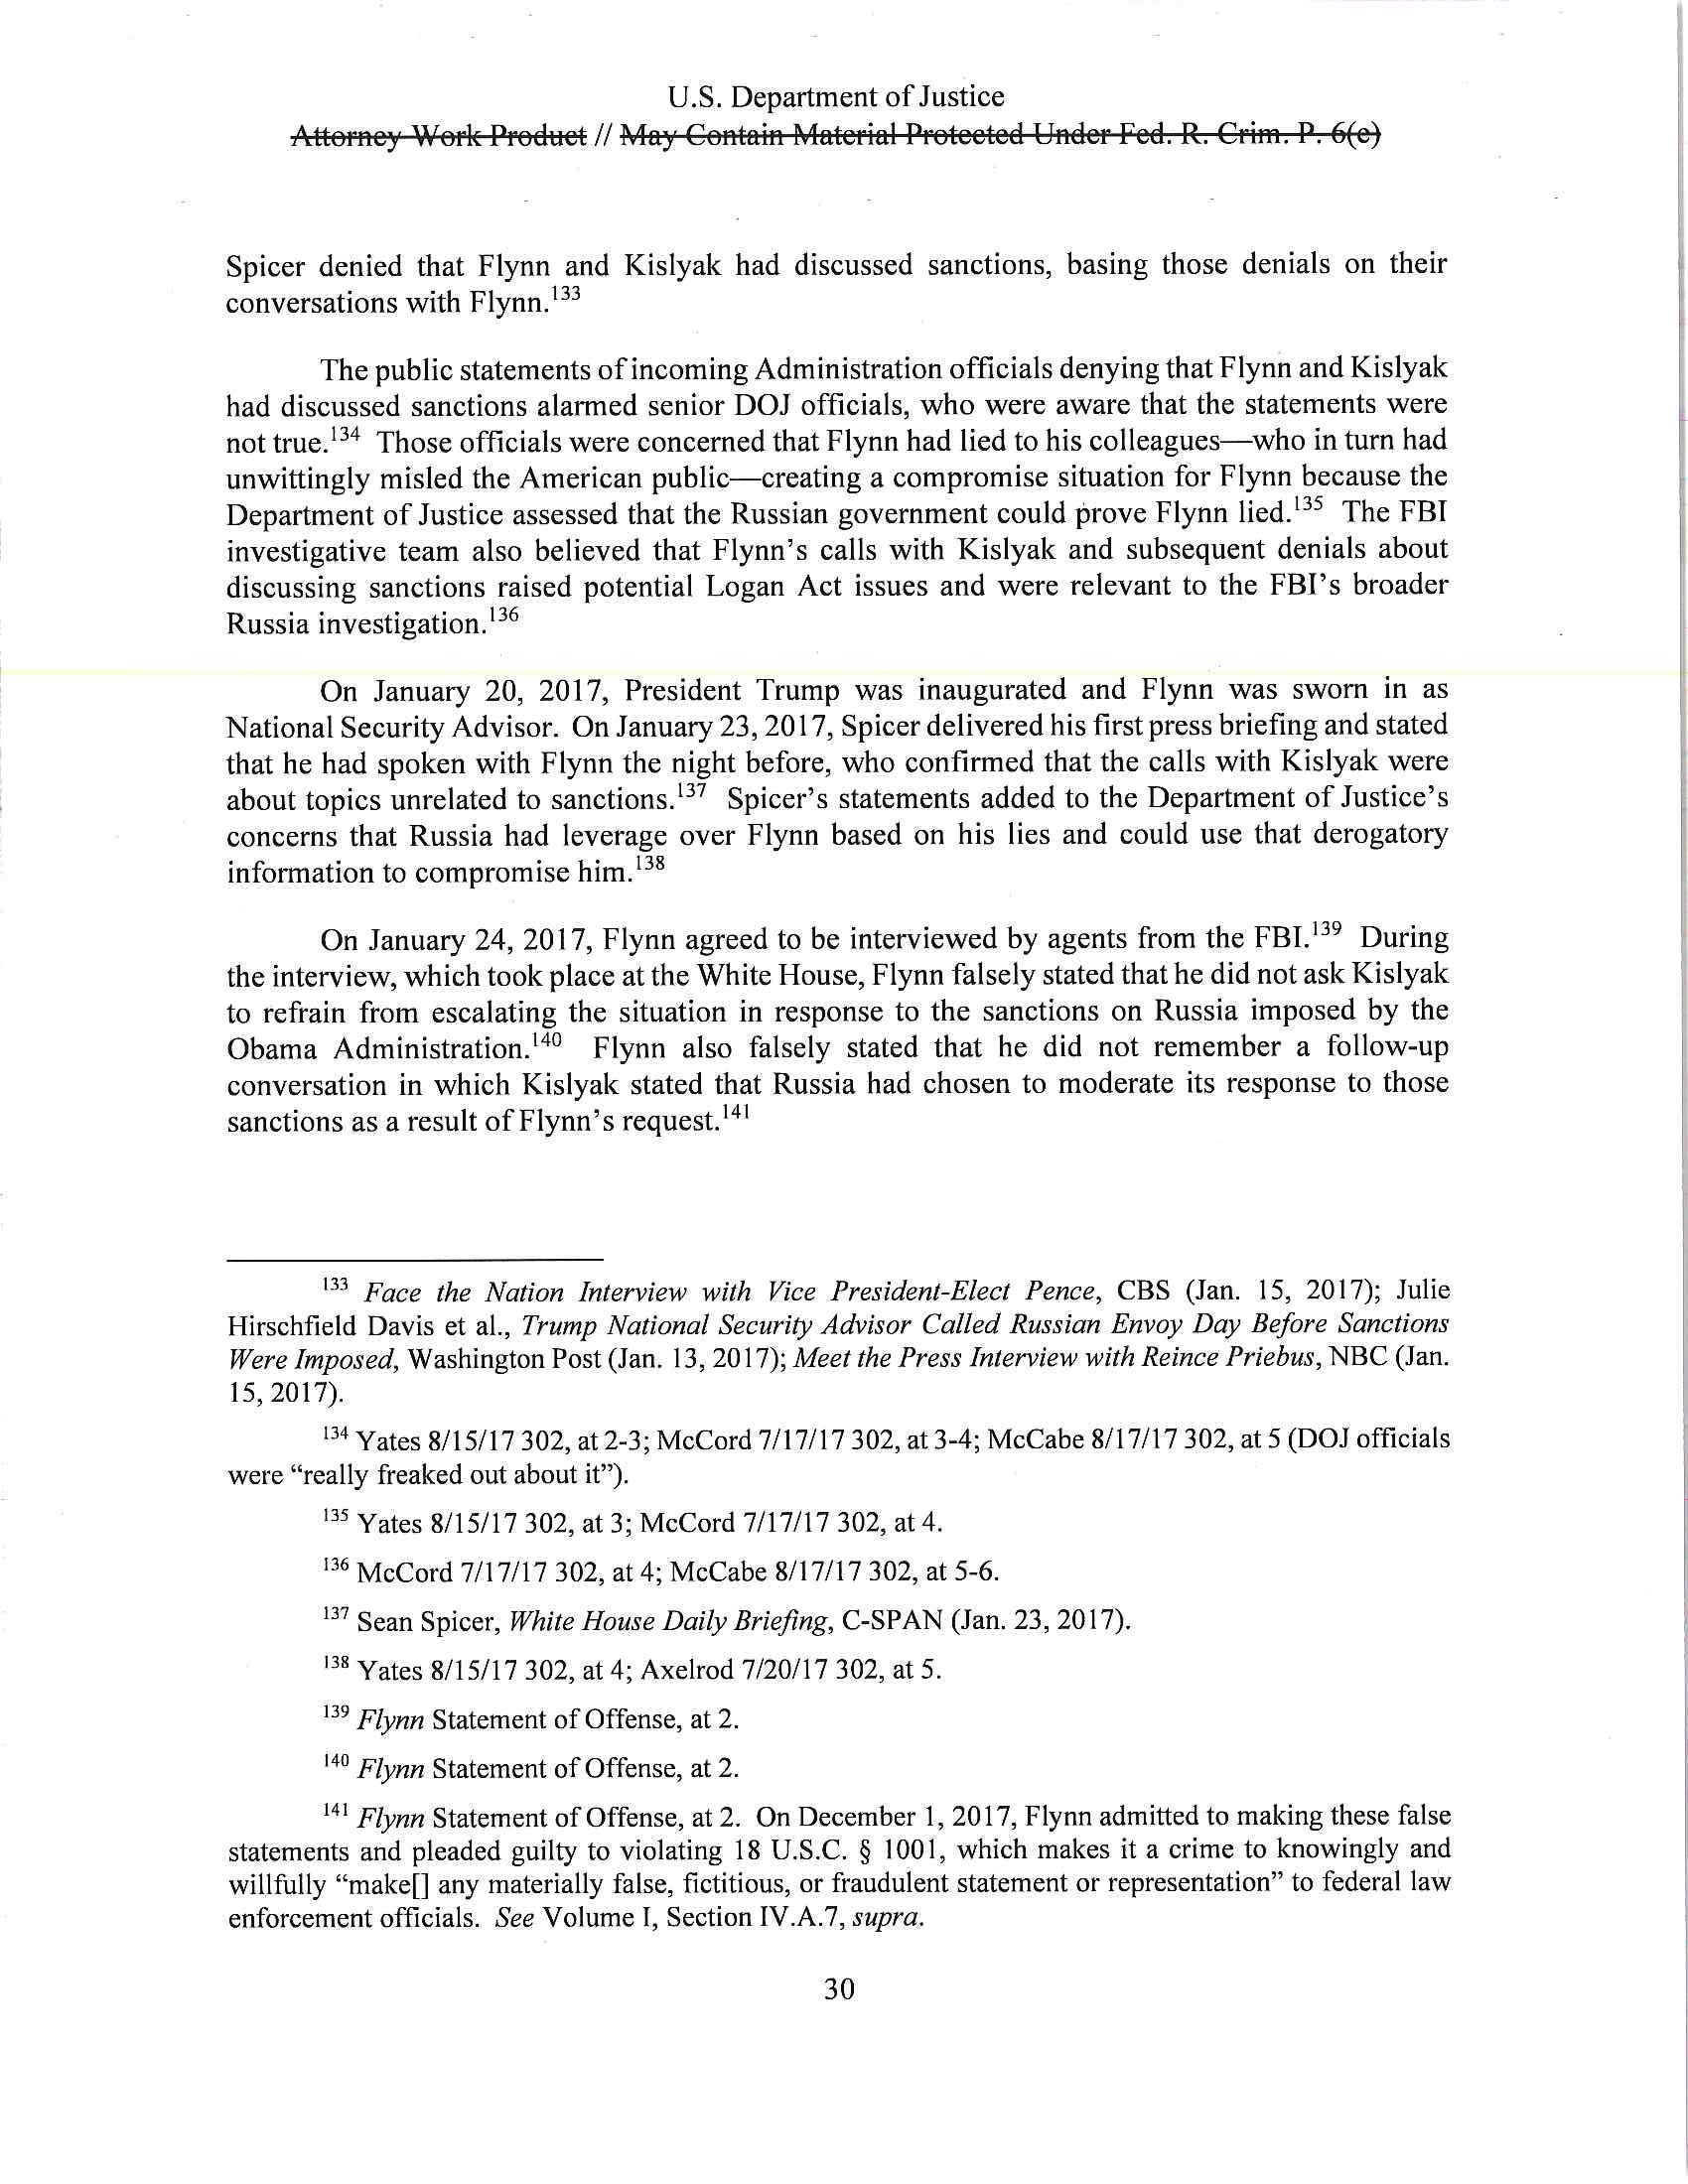 U.S. Department of Justice
Attorney Work Product // May Contain Material Protected Under Fed. R. Crim. P. 6(e)
Spicer denied that Flynn and Kislyak had discussed sanctions, basing those denials on their
conversations with Flynn.133
The public statements of incoming Administration officials denying that Flynn and Kislyak
had discussed sanctions alarmed senior DOJ officials, who were aware that the statements were
not true.134 Those officials were concerned that Flynn had lied to his colleagues—who in turn had
unwittingly misled the American public—creating a compromise situation for Flynn because the
Department of Justice assessed that the Russian government could prove Flynn lied.135 The FBI
investigative team also believed that Flynn's calls with Kislyak and subsequent denials about
discussing sanctions raised potential Logan Act issues and were relevant to the FBI's broader
Russia investigation.136
On January 20, 2017, President Trump was inaugurated and Flynn was sworn in as
National Security Advisor. On January 23, 2017, Spicer delivered his first press briefing and stated
that he had spoken with Flynn the night before, who confirmed that the calls with Kislyak were
about topics unrelated to sanctions.137 Spicer's statements added to the Department of Justice's
concerns that Russia had leverage over Flynn based on his lies and could use that derogatory
information to compromise him.138
On January 24, 2017, Flynn agreed to be interviewed by agents from the FBI.139 During
the interview, which took place at the White House, Flynn falsely stated that he did not ask Kislyak
to refrain from escalating the situation in response to the sanctions on Russia imposed by the
Obama Administration.140 Flynn also falsely stated that he did not remember a follow-up
conversation in which Kislyak stated that Russia had chosen to moderate its response to those
sanctions as a result of Flynn's request.141
133 Face the Nation Interview with Vice President-Elect Pence, CBS (Jan. 15, 2017); Julie
Hirschfield Davis et al., Trump National Security Advisor Called Russian Envoy Day Before Sanctions
Were Imposed, Washington Post (Jan. 13, 2017); Meet the Press Interview with Reince Priebus, NBC (Jan.
15, 2017).
134 Yates 8/15/17 302, at 2-3; McCord 7/17/17 302, at 3-4; McCabe 8/17/17 302, at 5 (DOJ officials
were “really freaked out about it”).
135 Yates 8/15/17 302, at 3; McCord 7/17/17 302, at 4.
136 McCord 7/17/17 302, at 4; McCabe 8/17/17 302, at 5-6.
137 Sean Spicer, White House Daily Briefing, C-SPAN (Jan. 23, 2017).
138 Yates 8/15/17 302, at 4; Axelrod 7/20/17 302, at 5.
139 Flynn Statement of Offense, at 2.
140 Flynn Statement of Offense, at 2.
141 Flynn Statement of Offense, at 2. On December 1, 2017, Flynn admitted to making these false
statements and pleaded guilty to violating 18 U.S.C. § 1001, which makes it a crime to knowingly and
willfully “make[] any materially false, fictitious, or fraudulent statement or representation” to federal law
enforcement officials. See Volume I, Section IV.A.7, supra.
30